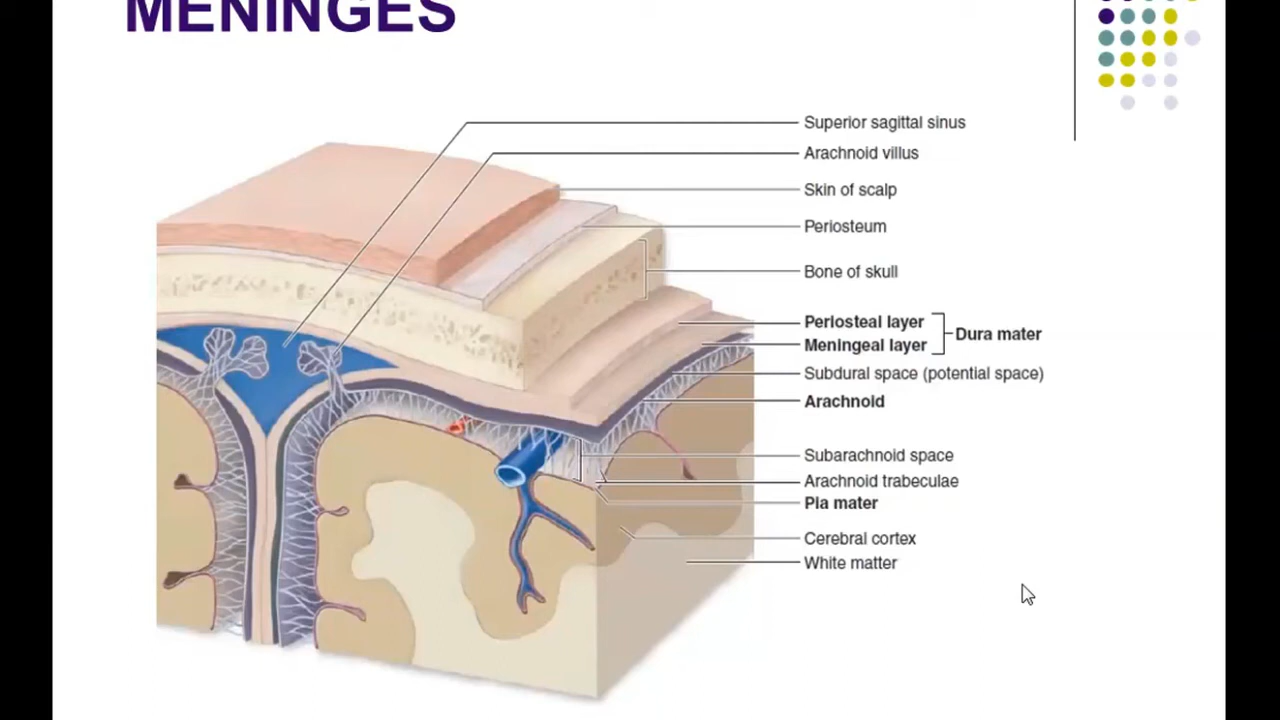 MENINGES
Superior sagittal sinus
Arachnoid villus
Skin of scalp
Periosteum
Bone of skull
Periosteal layer
Meningeal layer
Dura mater
Subdural space (potential space)
Arachnoid
Subarachnoid space
Arachnoid trabeculae
Pia mater
Cerebral cortex
White matter